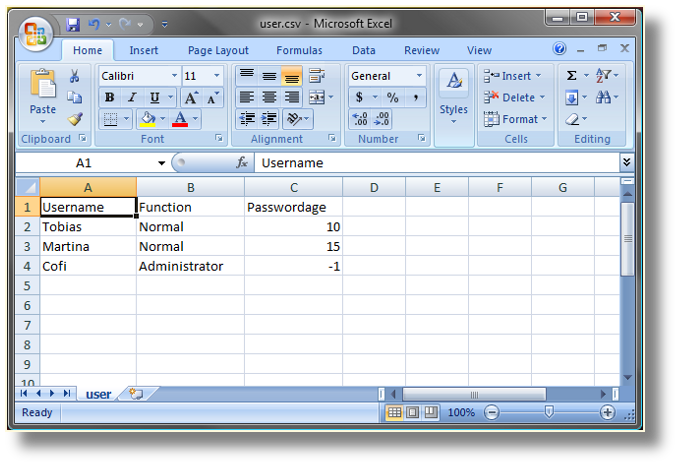 user.csv - Microsoft Excel
Home Insert Page Layout Formulas Data Review View
Calibri 11 General Insert Σ
Paste B I U A A $ % , Styles Delete
A Format
Clipboard Font Alignment Number Cells Editing
A1 fx Username
A B C D E F G
1 Username Function Passwordage
2 Tobias Normal 10
3 Martina Normal 15
4 Cofi Administrator -1
5
6
7
8
9
10
user
Ready 100%